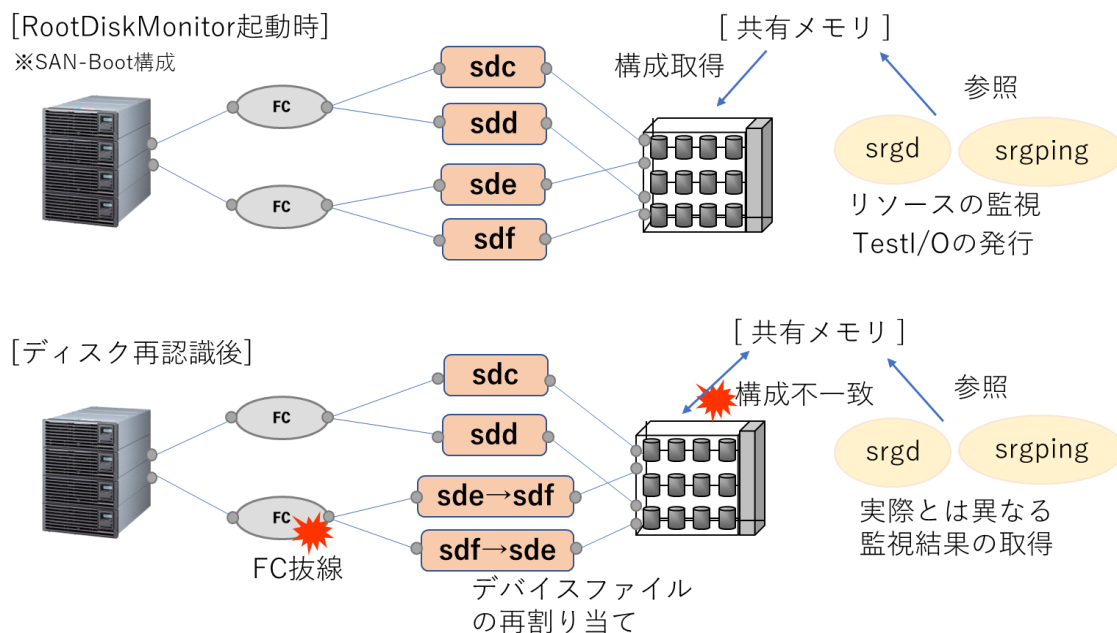 [RootDiskMonitor起動時]
※SAN-Boot構成
FC
FC
sdc
sdd
sde
sdf
[ 共有メモリ ]
構成取得
参照
srgd
srgping
リソースの監視
TestI/Oの発行
[ディスク再認識後]
FC
FC
FC抜線
sdc
sdd
sde→sdf
sdf→sde
デバイスファイル
の再割り当て
[ 共有メモリ ]
構成不一致
参照
srgd
srgping
実際とは異なる
監視結果の取得